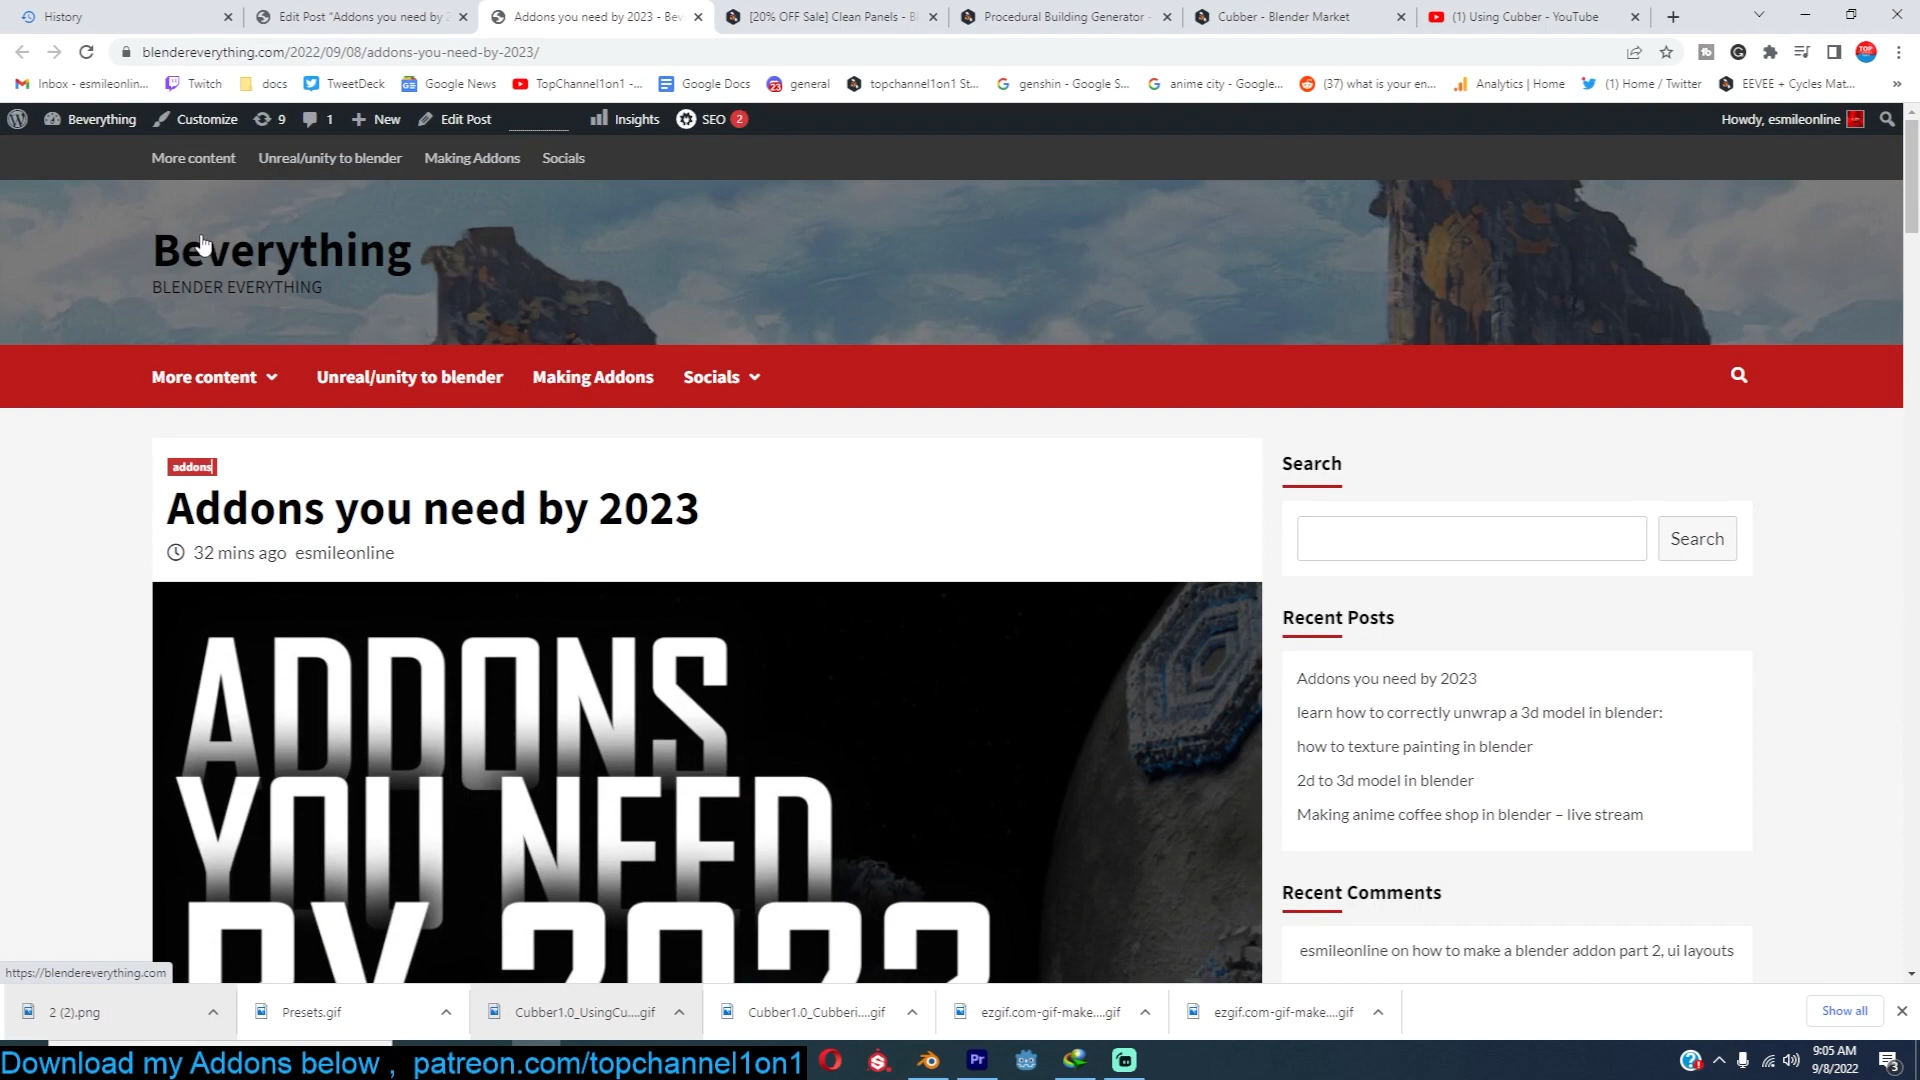 History
Edit Post "Addons you need by 2
Addons you need by 2023 - Bev
[20% OFF Sale] Clean Panels - Bl
Procedural Building Generator -
Cubber - Blender Market
(1) Using Cubber - YouTube
blendereverything.com/2022/09/08/addons-you-need-by-2023/
TOP
Inbox - esmileonlin...
Twitch
docs
TweetDeck
Google News
TopChannel1on1 -...
Google Docs
23
general
topchannel1on1 St...
genshin - Google S...
anime city - Google...
(37) what is your en...
Analytics | Home
(1) Home / Twitter
EEVEE + Cycles Mat...
»
Beverything
Customize
9
1
New
Edit Post
Insights
SEO
2
Howdy, esmileonline
More content
Unreal/unity to blender
Making Addons
Socials
Beverything
BLENDER EVERYTHING
More content
Unreal/unity to blender
Making Addons
Socials
addons
Addons you need by 2023
32 mins ago esmileonline
ADDONS
YOU NEED
BY 2023
Search
Search
Recent Posts
Addons you need by 2023
learn how to correctly unwrap a 3d model in blender:
how to texture painting in blender
2d to 3d model in blender
Making anime coffee shop in blender – live stream
Recent Comments
esmileonline on how to make a blender addon part 2, ui layouts
https://blendereverything.com
2 (2).png
Presets.gif
Cubber1.0_UsingCu....gif
Cubber1.0_Cubberi....gif
ezgif.com-gif-make....gif
ezgif.com-gif-make....gif
Show all
Download my Addons below , patreon.com/topchannel1on1
Pr
9:05 AM
9/8/2022
3